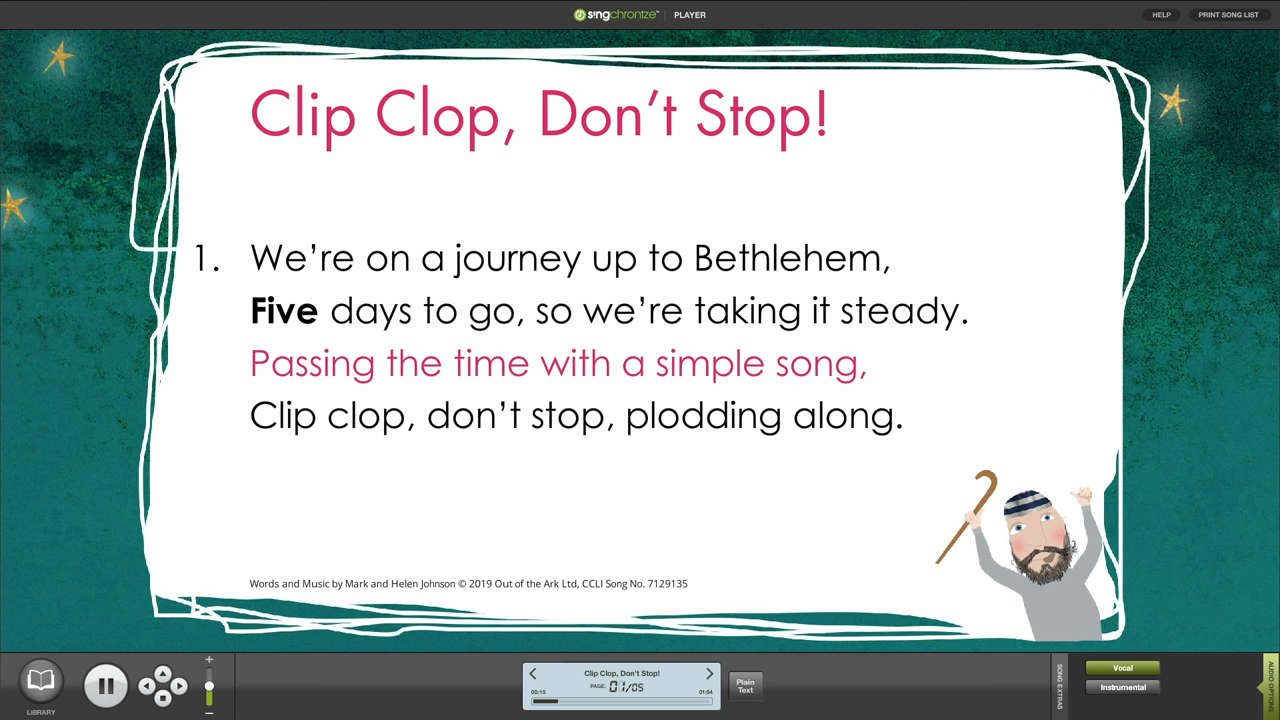 singchronize™ PLAYER
HELP
PRINT SONG LIST
Clip Clop, Don't Stop!
1. We're on a journey up to Bethlehem,
Five days to go, so we're taking it steady.
Passing the time with a simple song,
Clip clop, don't stop, plodding along.
Words and Music by Mark and Helen Johnson © 2019 Out of the Ark Ltd, CCLI Song No. 7129135
LIBRARY
+
–
Clip Clop, Don't Stop!
PAGE: 01/05
00:15
01:54
Plain
Text
SONG EXTRAS
Vocal
Instrumental
AUDIO OPTIONS